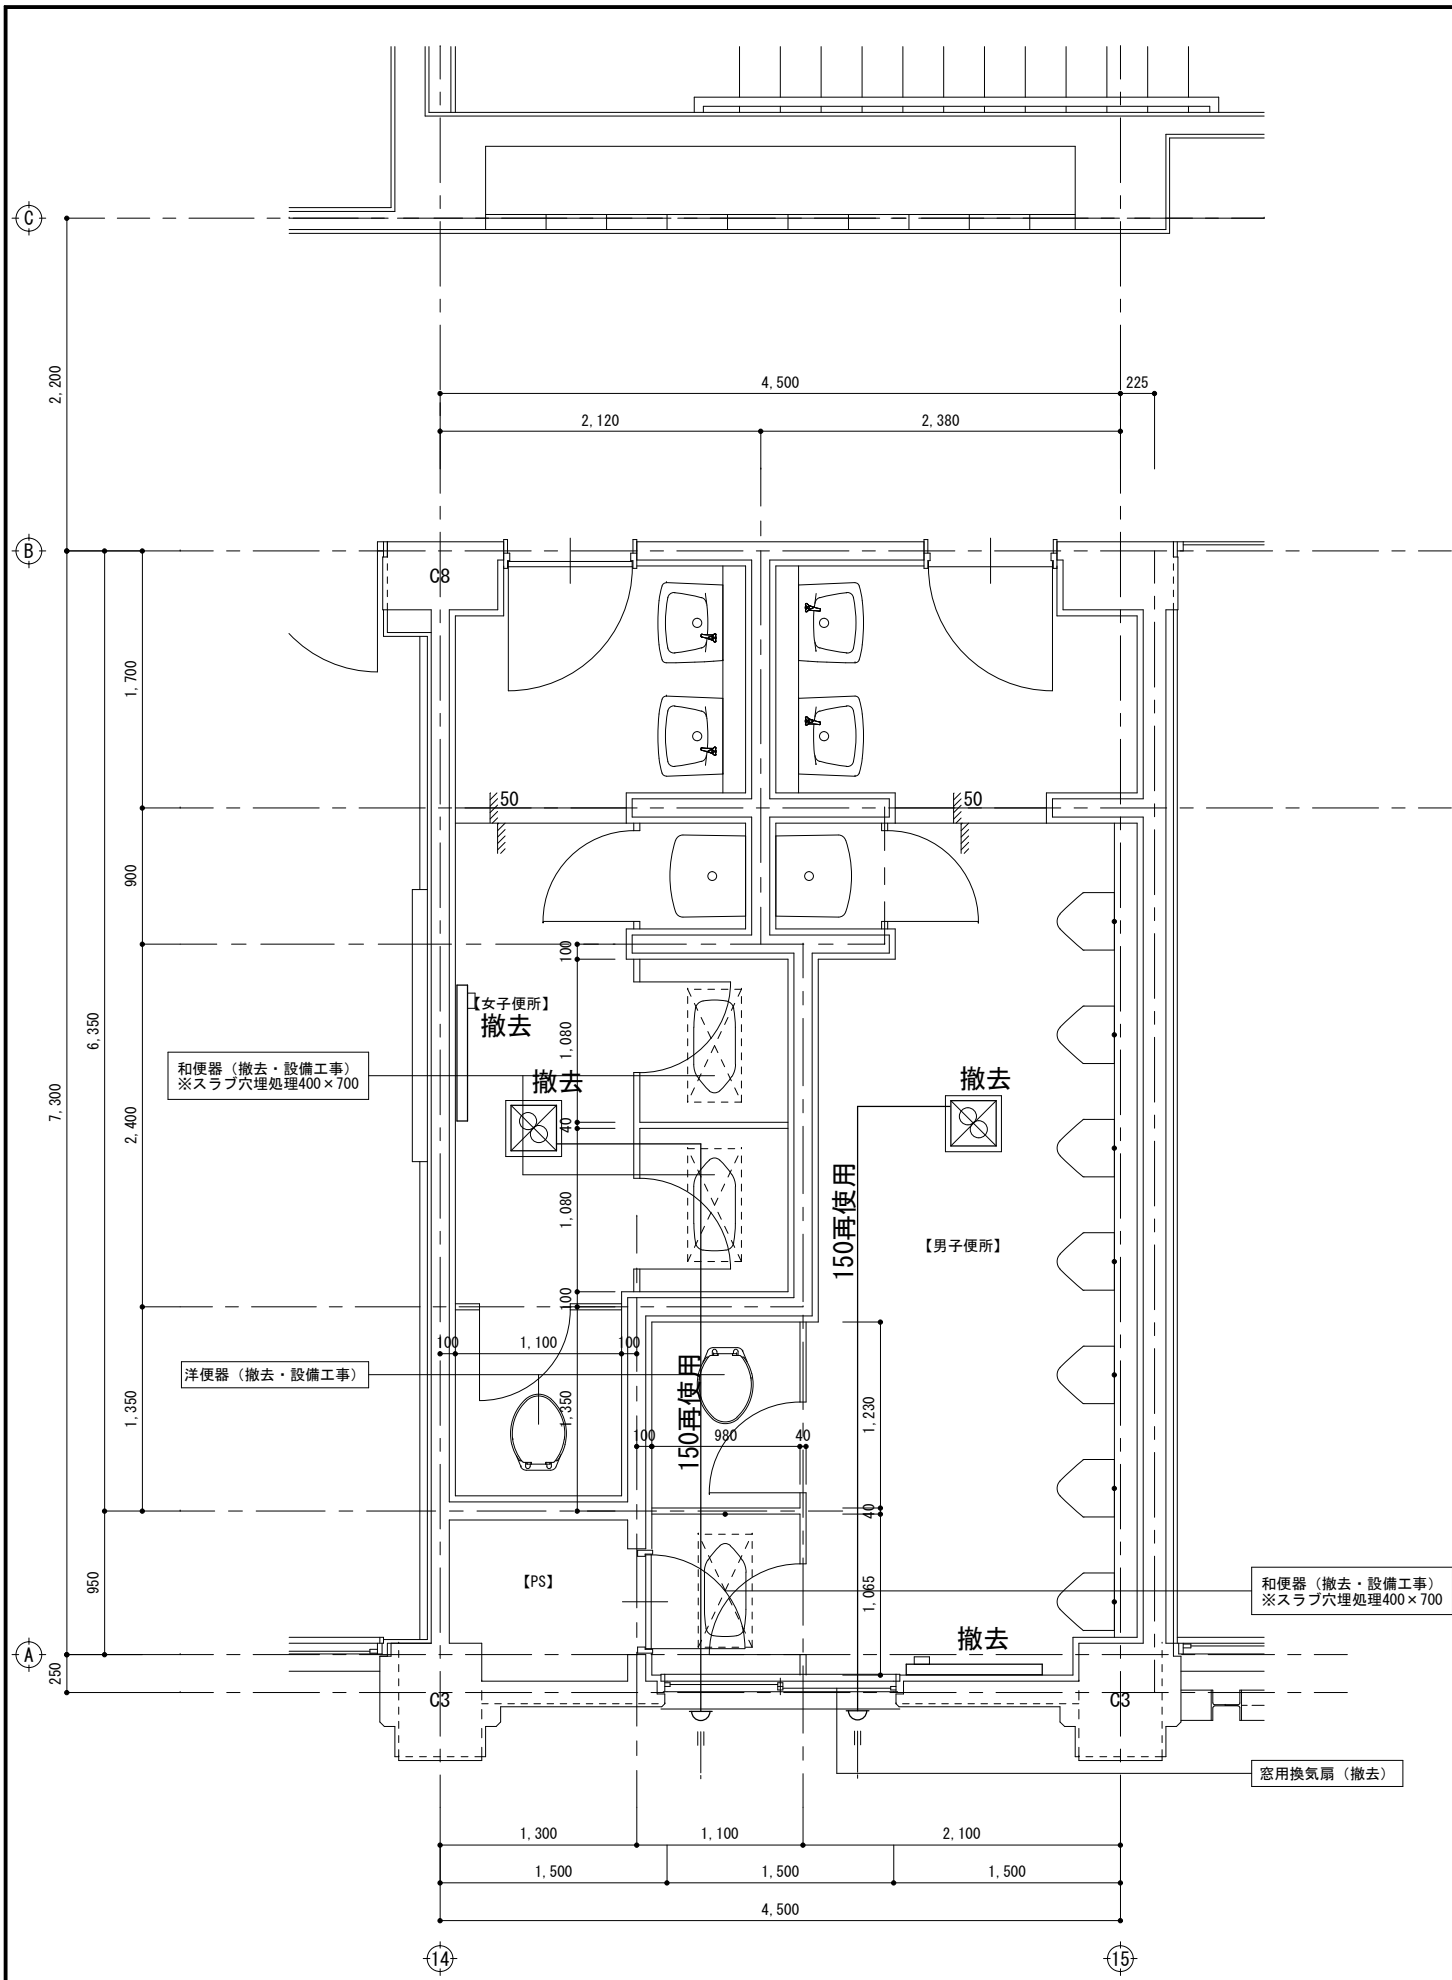 C
2,200
4,500
225
2,120
2,380
B
C8
1,700
50
50
900
100
【女子便所】
撤去
6,350
1,080
和便器（撤去・設備工事）
※スラブ穴埋処理400×700
撤去
撤去
7,300
2,400
40
1,080
150再使用
【男子便所】
100
100
1,100
100
洋便器（撤去・設備工事）
150再使用
1,350
1,350
1,230
100
980
40
40
950
【PS】
1,065
和便器（撤去・設備工事）
※スラブ穴埋処理400×700
撤去
A
250
C3
C3
窓用換気扇（撤去）
1,300
1,100
2,100
1,500
1,500
1,500
4,500
14
15